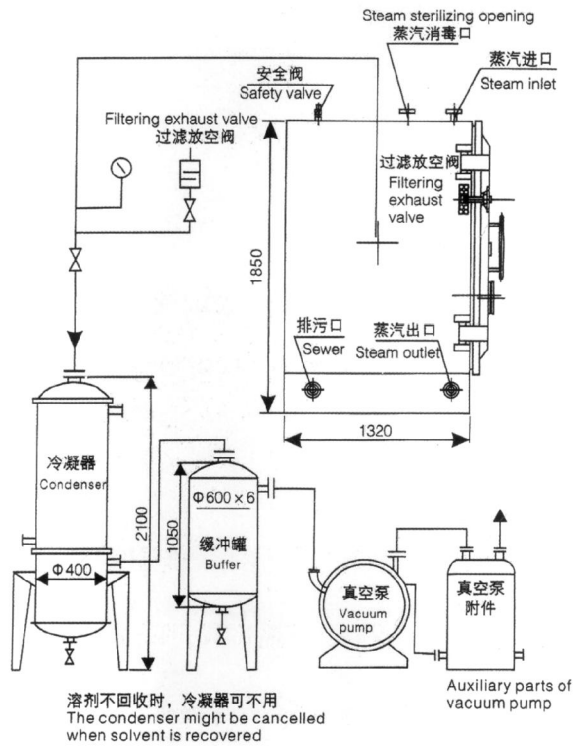 Steam sterilizing opening
蒸汽消毒口
蒸汽进口
Steam inlet
安全阀
Safety valve
Filtering exhaust valve
过滤放空阀
过滤放空阀
Filtering
exhaust
valve
1850
排污口
Sewer
蒸汽出口
Steam outlet
1320
冷凝器
Condenser
2100
Φ400
1050
Φ600×6
缓冲罐
Buffer
真空泵
Vacuum
pump
真空泵
附件
Auxiliary parts of
vacuum pump
溶剂不回收时，冷凝器可不用
The condenser might be cancelled
when solvent is recovered